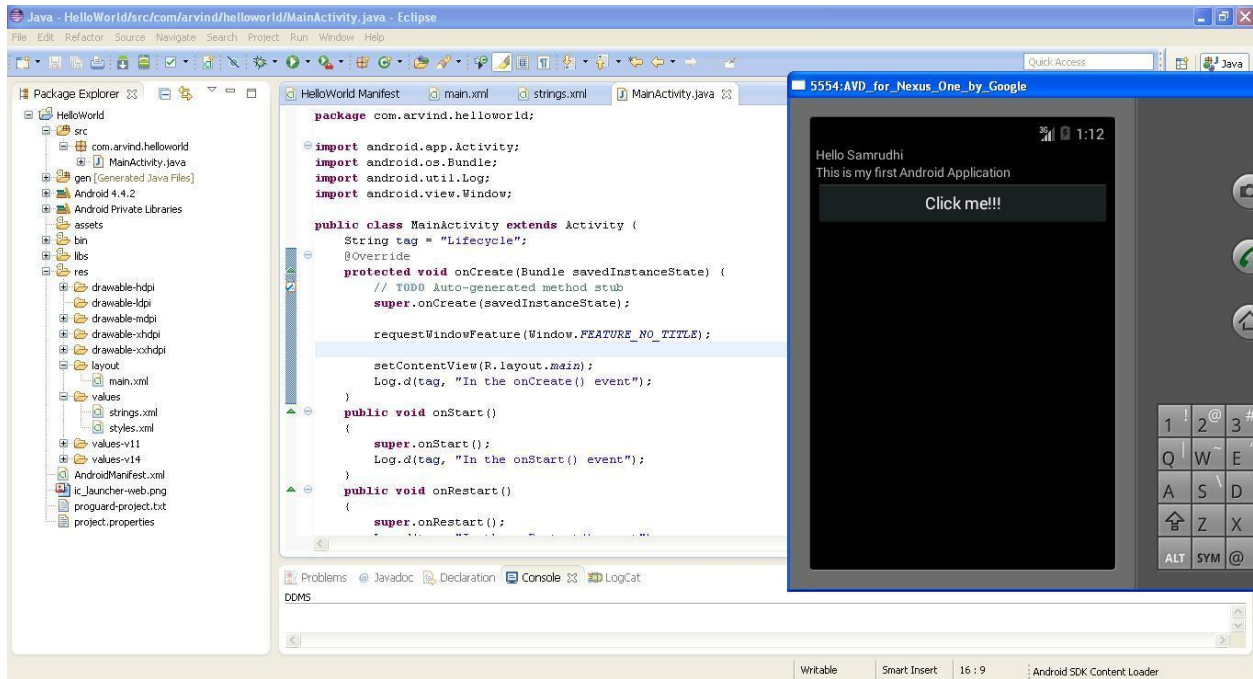 Java - HelloWorld/src/com/arvind/helloworld/MainActivity.java - Eclipse
File Edit Refactor Source Navigate Search Project Run Window Help
Quick Access
Java
Package Explorer
HelloWorld
src
com.arvind.helloworld
MainActivity.java
gen [Generated Java Files]
Android 4.4.2
Android Private Libraries
assets
bin
libs
res
drawable-hdpi
drawable-ldpi
drawable-mdpi
drawable-xhdpi
drawable-xxhdpi
layout
main.xml
values
strings.xml
styles.xml
values-v11
values-v14
AndroidManifest.xml
ic_launcher-web.png
proguard-project.txt
project.properties
HelloWorld Manifest main.xml strings.xml MainActivity.java
package com.arvind.helloworld;
import android.app.Activity;
import android.os.Bundle;
import android.util.Log;
import android.view.Window;
public class MainActivity extends Activity {
String tag = "Lifecycle";
@Override
protected void onCreate(Bundle savedInstanceState) {
// TODO Auto-generated method stub
super.onCreate(savedInstanceState);
requestWindowFeature(Window.FEATURE_NO_TITLE);
setContentView(R.layout.main);
Log.d(tag, "In the onCreate() event");
}
public void onStart()
{
super.onStart();
Log.d(tag, "In the onStart() event");
}
public void onRestart()
{
super.onRestart();
5554:AVD_for_Nexus_One_by_Google
3G 1:12
Hello Samrudhi
This is my first Android Application
Click me!!!
1 ! 2 @ 3 #
Q | W ~ E
A S \ D
Z X
ALT SYM @
Problems @ Javadoc Declaration Console LogCat
DDMS
Writable Smart Insert 16 : 9 Android SDK Content Loader